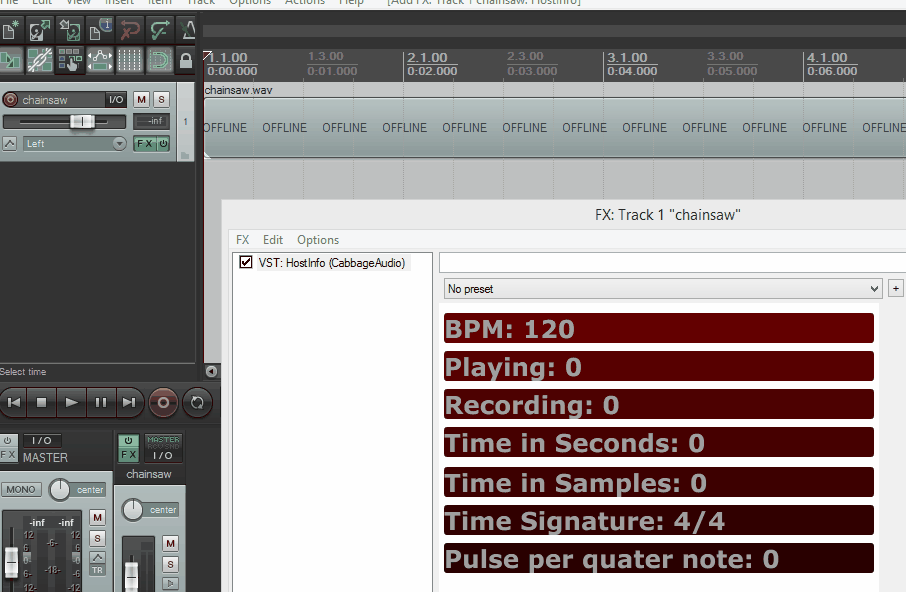 File Edit View Insert Item Track Options Actions Help [Add FX: Track 1 chainsaw: HostInfo]
1.1.00 1.3.00 2.1.00 2.3.00 3.1.00 3.3.00 4.1.00
0:00.000 0:01.000 0:02.000 0:03.000 0:04.000 0:05.000 0:06.000
chainsaw.wav
chainsaw I/O M S
-inf 1
Left FX
OFFLINE OFFLINE OFFLINE OFFLINE OFFLINE OFFLINE OFFLINE OFFLINE OFFLINE OFFLINE OFFLINE OFFLINE
FX: Track 1 "chainsaw"
FX Edit Options
VST: HostInfo (CabbageAudio)
No preset +
BPM: 120
Playing: 0
Recording: 0
Time in Seconds: 0
Time in Samples: 0
Time Signature: 4/4
Pulse per quater note: 0
Select time
I/O
FX MASTER
MONO center
-inf -inf M
12 -6- 12 S
6 6
0 0
6- -18- -6 TR
12- -12
MASTER
FX I/O
chainsaw
center
M
S